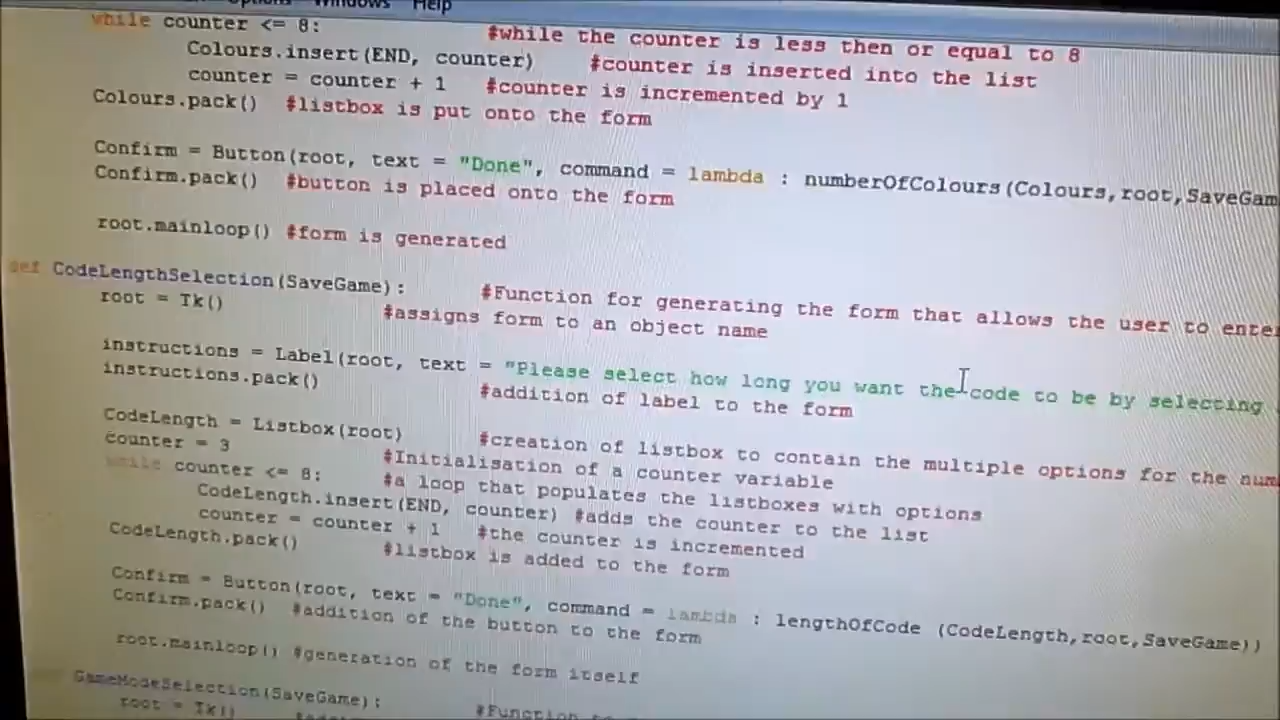 Options Windows Help
while counter <= 8: #while the counter is less then or equal to 8
Colours.insert(END, counter) #counter is inserted into the list
counter = counter + 1 #counter is incremented by 1
Colours.pack() #listbox is put onto the form
Confirm = Button(root, text = "Done", command = lambda : numberOfColours(Colours,root,SaveGam
Confirm.pack() #button is placed onto the form
root.mainloop() #form is generated
def CodeLengthSelection(SaveGame): #Function for generating the form that allows the user to ente
root = Tk() #assigns form to an object name
instructions = Label(root, text = "Please select how long you want the code to be by selecting
instructions.pack() #addition of label to the form
CodeLength = Listbox(root) #creation of listbox to contain the multiple options for the num
counter = 3 #Initialisation of a counter variable
while counter <= 8: #a loop that populates the listboxes with options
CodeLength.insert(END, counter) #adds the counter to the list
counter = counter + 1 #the counter is incremented
CodeLength.pack() #listbox is added to the form
Confirm = Button(root, text = "Done", command = lambda : lengthOfCode (CodeLength,root,SaveGame))
Confirm.pack() #addition of the button to the form
root.mainloop() #generation of the form itself
GameModeSelection(SaveGame): #Function
root = Tk()